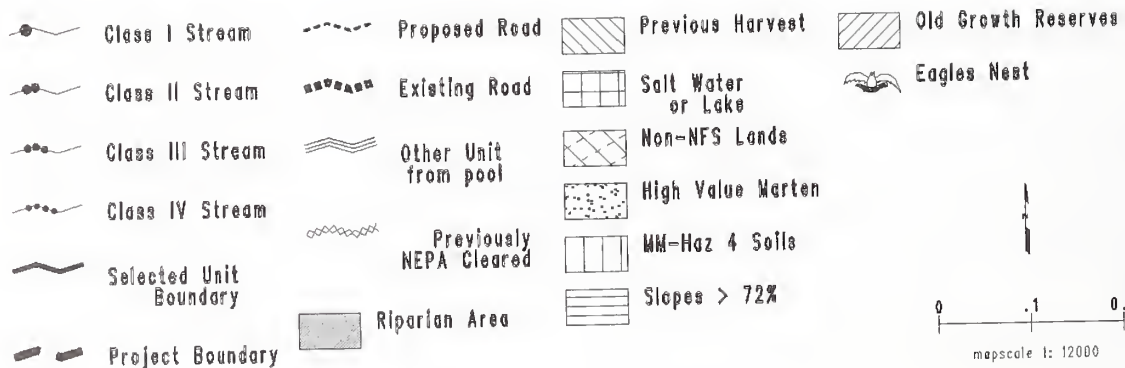 Class I Stream
Class II Stream
Class III Stream
Class IV Stream
Selected Unit
Boundary
Project Boundary
Proposed Road
Existing Road
Other Unit
from pool
Previously
NEPA Cleared
Riparian Area
Previous Harvest
Salt Water
or Lake
Non-NFS Lands
High Value Marten
MM-Haz 4 Soils
Slopes > 72%
Old Growth Reserves
Eagles Nest
0 .1 0.
mapscale 1: 12000